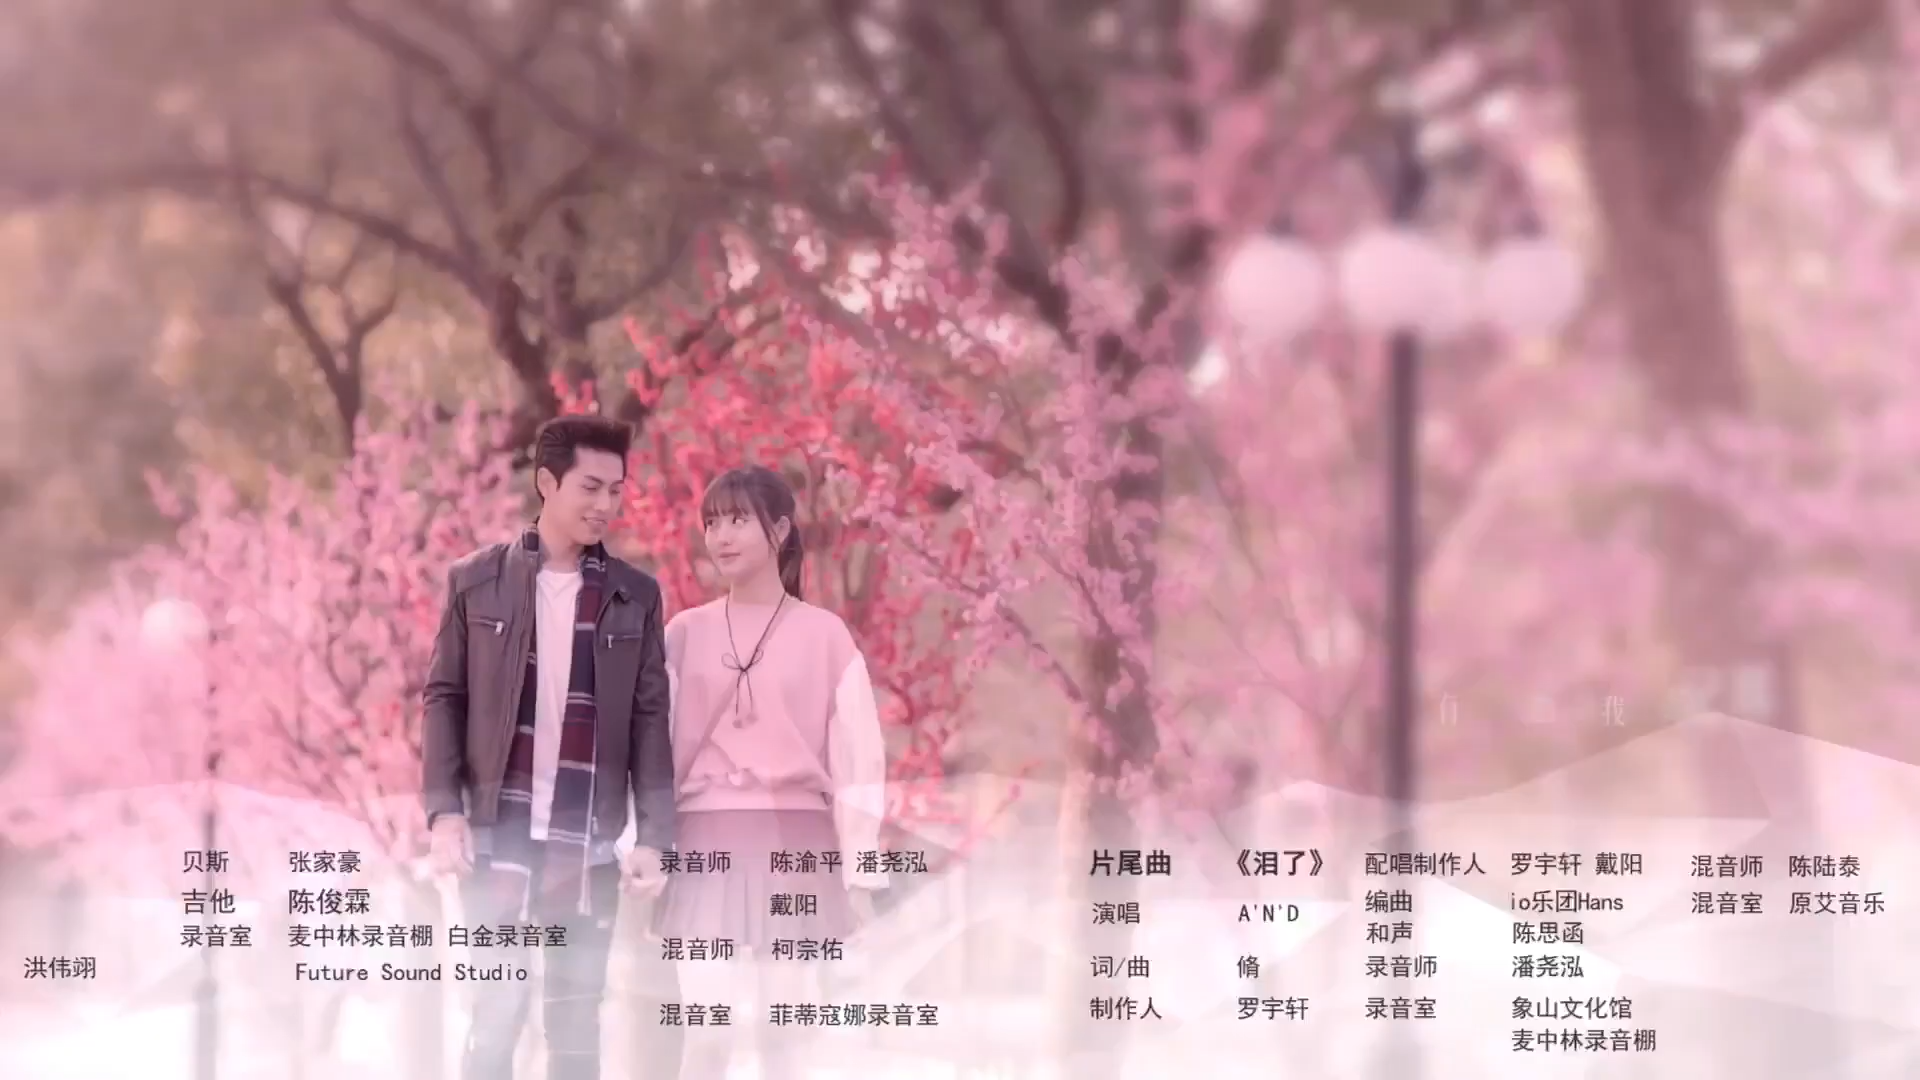 有 我
贝斯 张家豪
吉他 陈俊霖
录音室 麦中林录音棚 白金录音室
Future Sound Studio
洪伟翊
录音师 陈渝平 潘尧泓
戴阳
混音师 柯宗佑
混音室 菲蒂寇娜录音室
片尾曲 《泪了》
演唱 A'N'D
词/曲 脩
制作人 罗宇轩
配唱制作人 罗宇轩 戴阳
编曲 io乐团Hans
和声 陈思函
录音师 潘尧泓
录音室 象山文化馆
麦中林录音棚
混音师 陈陆泰
混音室 原艾音乐